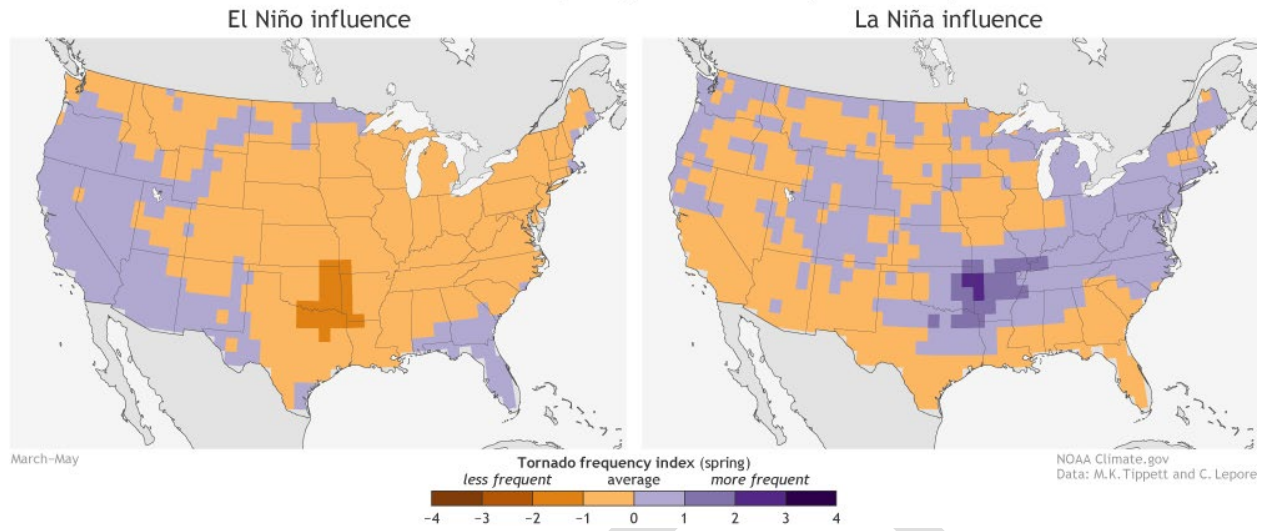 El Niño influence
La Niña influence
March–May
NOAA Climate.gov
Data: M.K. Tippett and C. Lepore
Tornado frequency index (spring)
less frequent average more frequent
−4 −3 −2 −1 0 1 2 3 4